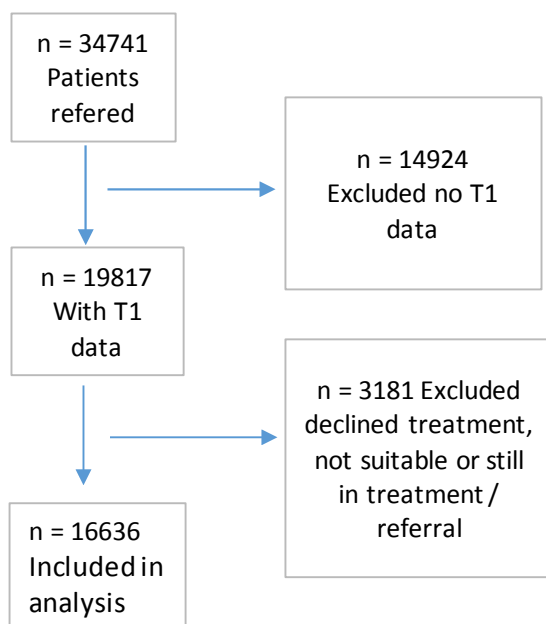 n = 34741
Patients
refered
n = 14924
Excluded no T1
data
n = 19817
With T1
data
n = 3181 Excluded
declined treatment,
not suitable or still
in treatment /
referral
n = 16636
Included in
analysis